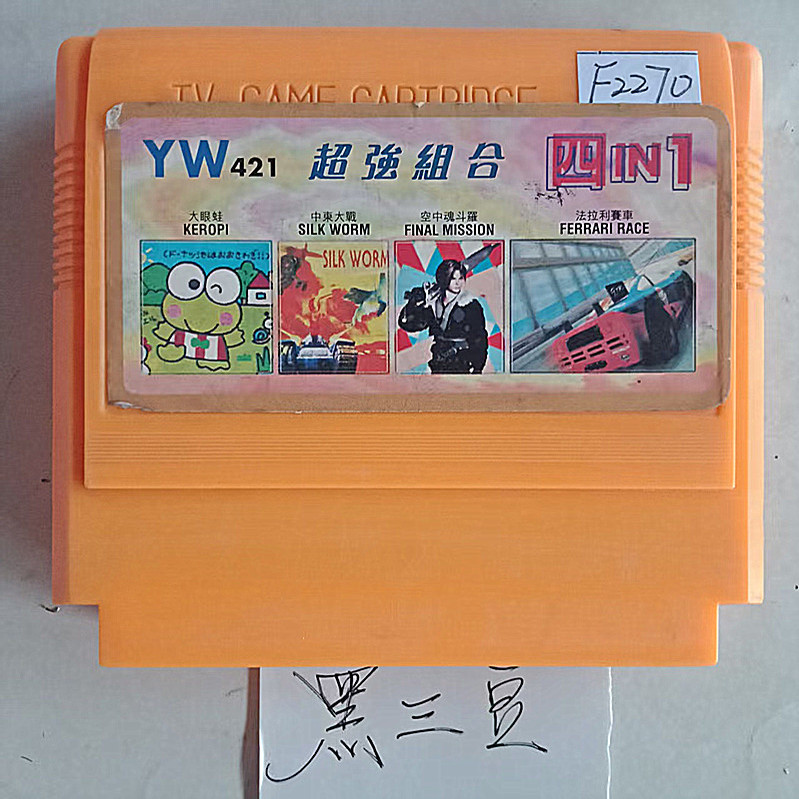 TV GAME CARTRIDGE
F2270
YW421 超強組合 四IN1
大眼蛙
KEROPI
中東大戰
SILK WORM
空中魂斗羅
FINAL MISSION
法拉利賽車
FERRARI RACE
SILK WORM
黑三